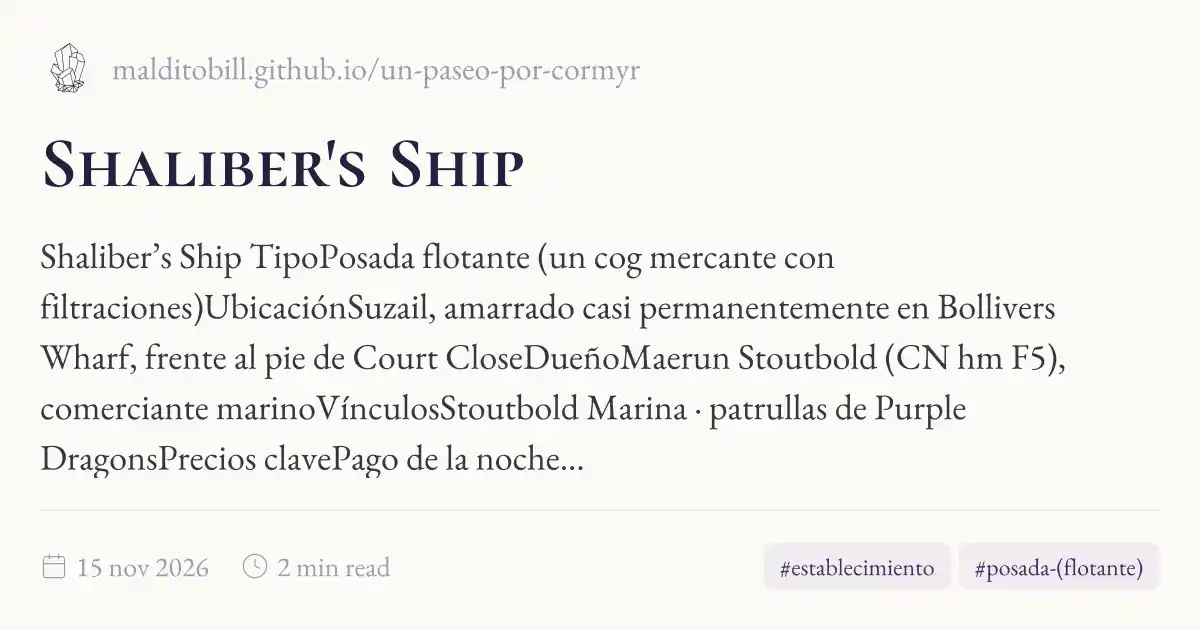 malditobill.github.io/un-paseo-por-cormyr
Shaliber's Ship
Shaliber’s Ship TipoPosada flotante (un cog mercante con
filtraciones)UbicaciónSuzail, amarrado casi permanentemente en Bollivers
Wharf, frente al pie de Court CloseDueñoMaerun Stoutbold (CN hm F5),
comerciante marinoVínculosStoutbold Marina · patrullas de Purple
DragonsPrecios clavePago de la noche...
15 nov 2026
2 min read
#establecimiento
#posada-(flotante)